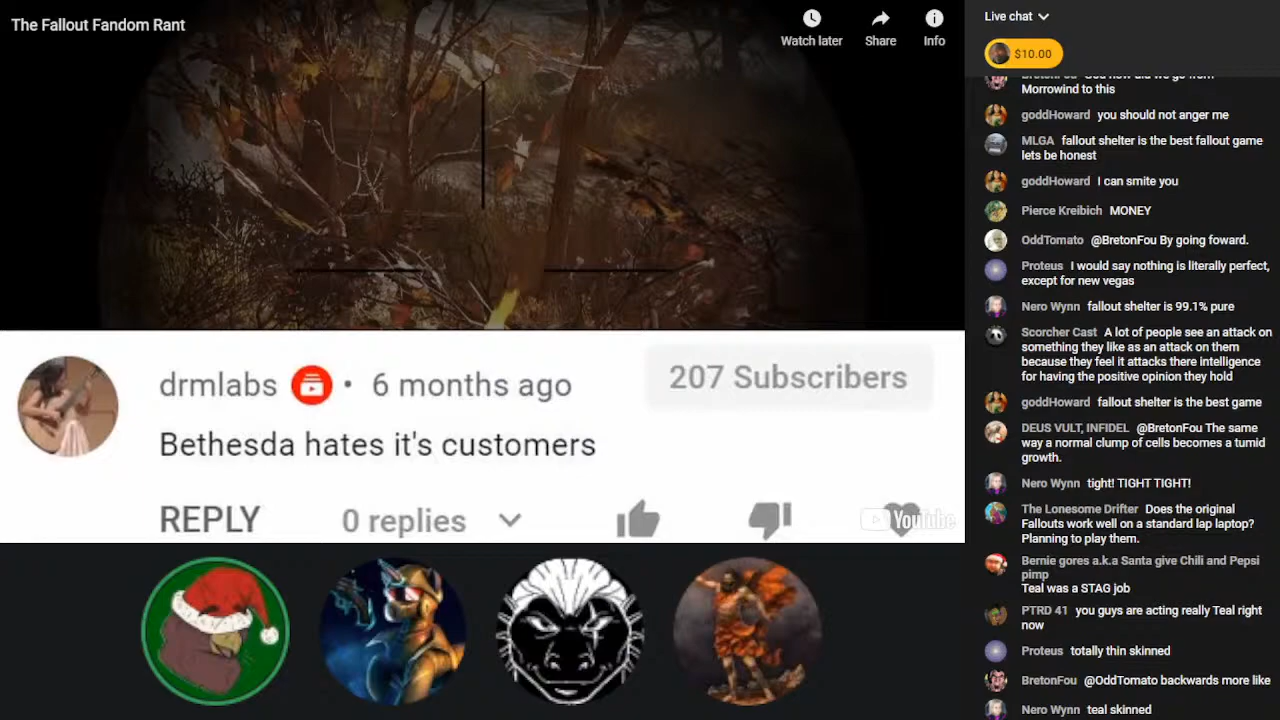 The Fallout Fandom Rant
Watch later
Share
Info
drmlabs • 6 months ago
207 Subscribers
Bethesda hates it's customers
REPLY
0 replies
YouTube
Live chat
$10.00
Morrowind to this
goddHoward you should not anger me
MLGA fallout shelter is the best fallout game
lets be honest
goddHoward I can smite you
Pierce Kreibich MONEY
OddTomato @BretonFou By going foward.
Proteus I would say nothing is literally perfect,
except for new vegas
Nero Wynn fallout shelter is 99.1% pure
Scorcher Cast A lot of people see an attack on
something they like as an attack on them
because they feel it attacks there intelligence
for having the positive opinion they hold
goddHoward fallout shelter is the best game
DEUS VULT, INFIDEL @BretonFou The same
way a normal clump of cells becomes a tumid
growth.
Nero Wynn tight! TIGHT TIGHT!
The Lonesome Drifter Does the original
Fallouts work well on a standard lap laptop?
Planning to play them.
Bernie gores a.k.a Santa give Chili and Pepsi
pimp
Teal was a STAG job
PTRD 41 you guys are acting really Teal right
now
Proteus totally thin skinned
BretonFou @OddTomato backwards more like
Nero Wynn teal skinned